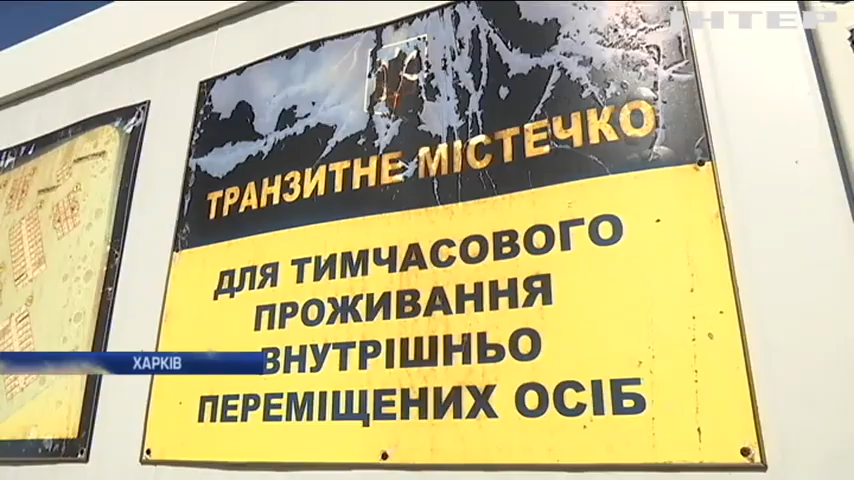 ІНТЕР
ТРАНЗИТНЕ МІСТЕЧКО
ДЛЯ ТИМЧАСОВОГО
ПРОЖИВАННЯ
ВНУТРІШНЬО
ПЕРЕМІЩЕНИХ ОСІБ
ХАРКІВ